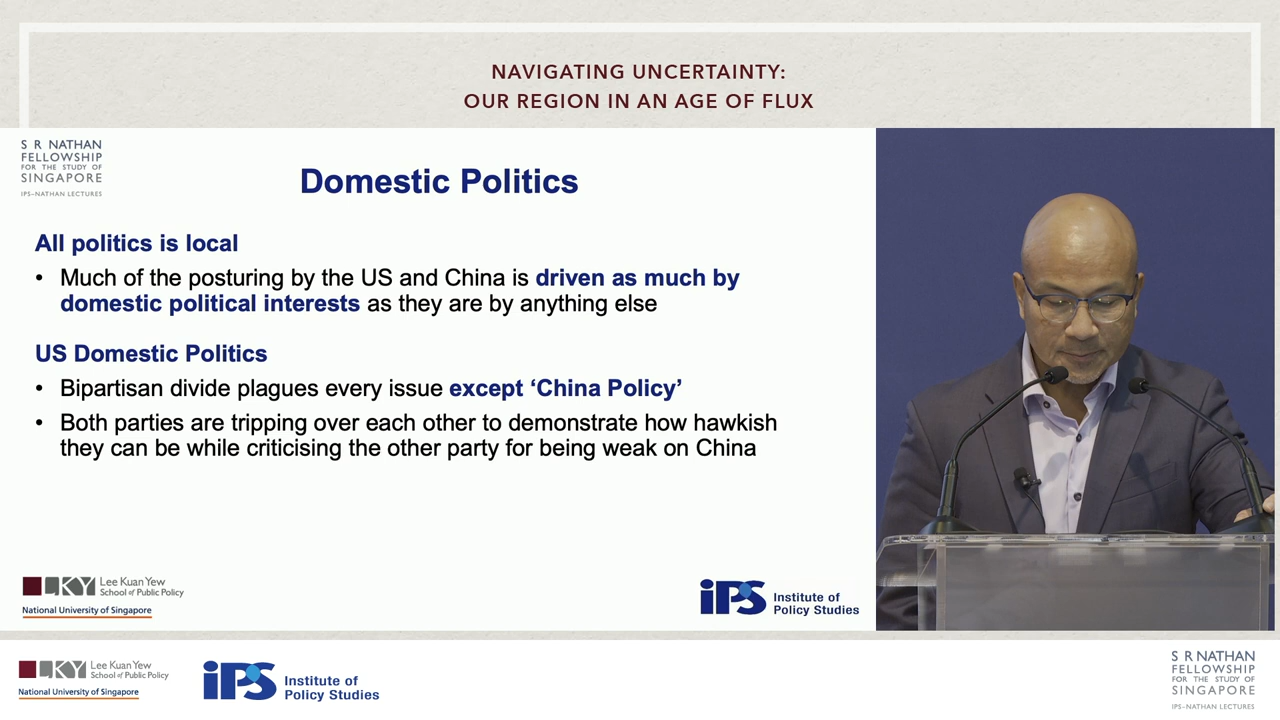 NAVIGATING UNCERTAINTY:
OUR REGION IN AN AGE OF FLUX
S R NATHAN
FELLOWSHIP
FOR THE STUDY OF
SINGAPORE
IPS–NATHAN LECTURES
Domestic Politics
All politics is local
• Much of the posturing by the US and China is driven as much by
domestic political interests as they are by anything else
US Domestic Politics
• Bipartisan divide plagues every issue except ‘China Policy’
• Both parties are tripping over each other to demonstrate how hawkish
they can be while criticising the other party for being weak on China
LKY Lee Kuan Yew
School of Public Policy
National University of Singapore
iPS Institute of
Policy Studies
LKY Lee Kuan Yew
School of Public Policy
National University of Singapore
iPS Institute of
Policy Studies
S R NATHAN
FELLOWSHIP
FOR THE STUDY OF
SINGAPORE
IPS–NATHAN LECTURES